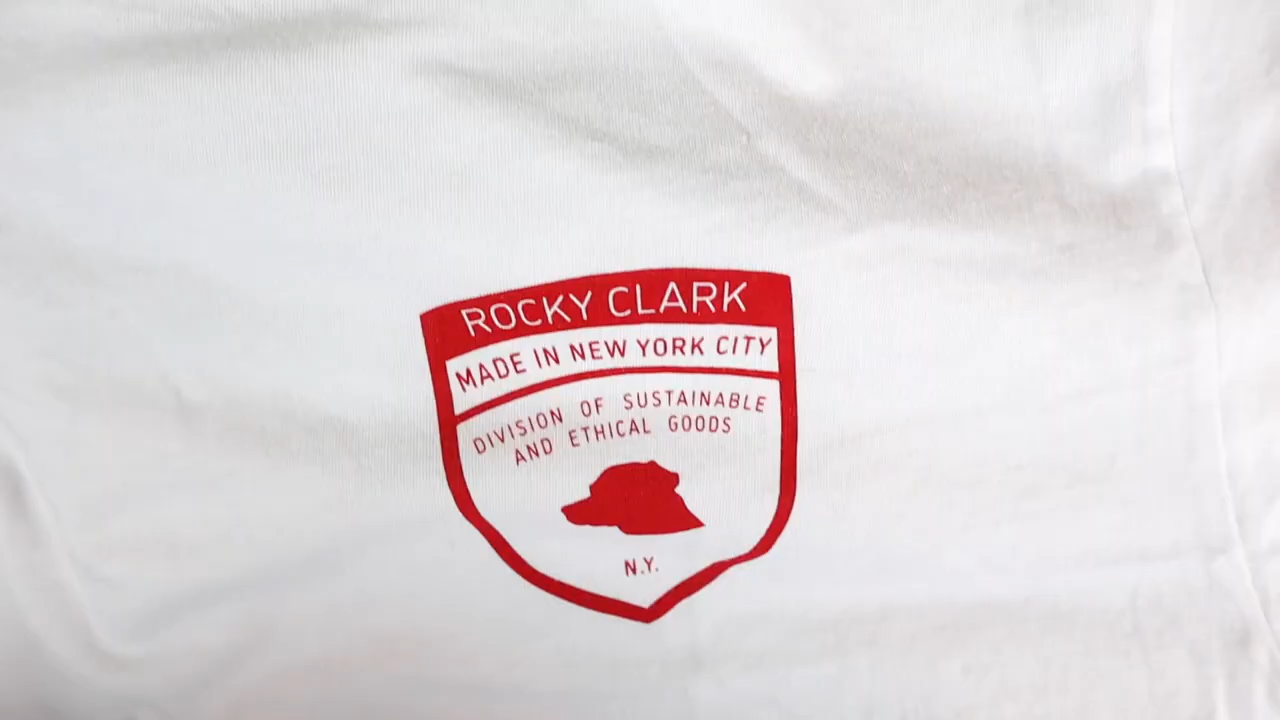 ROCKY CLARK
MADE IN NEW YORK CITY
DIVISION OF SUSTAINABLE
AND ETHICAL GOODS
N.Y.